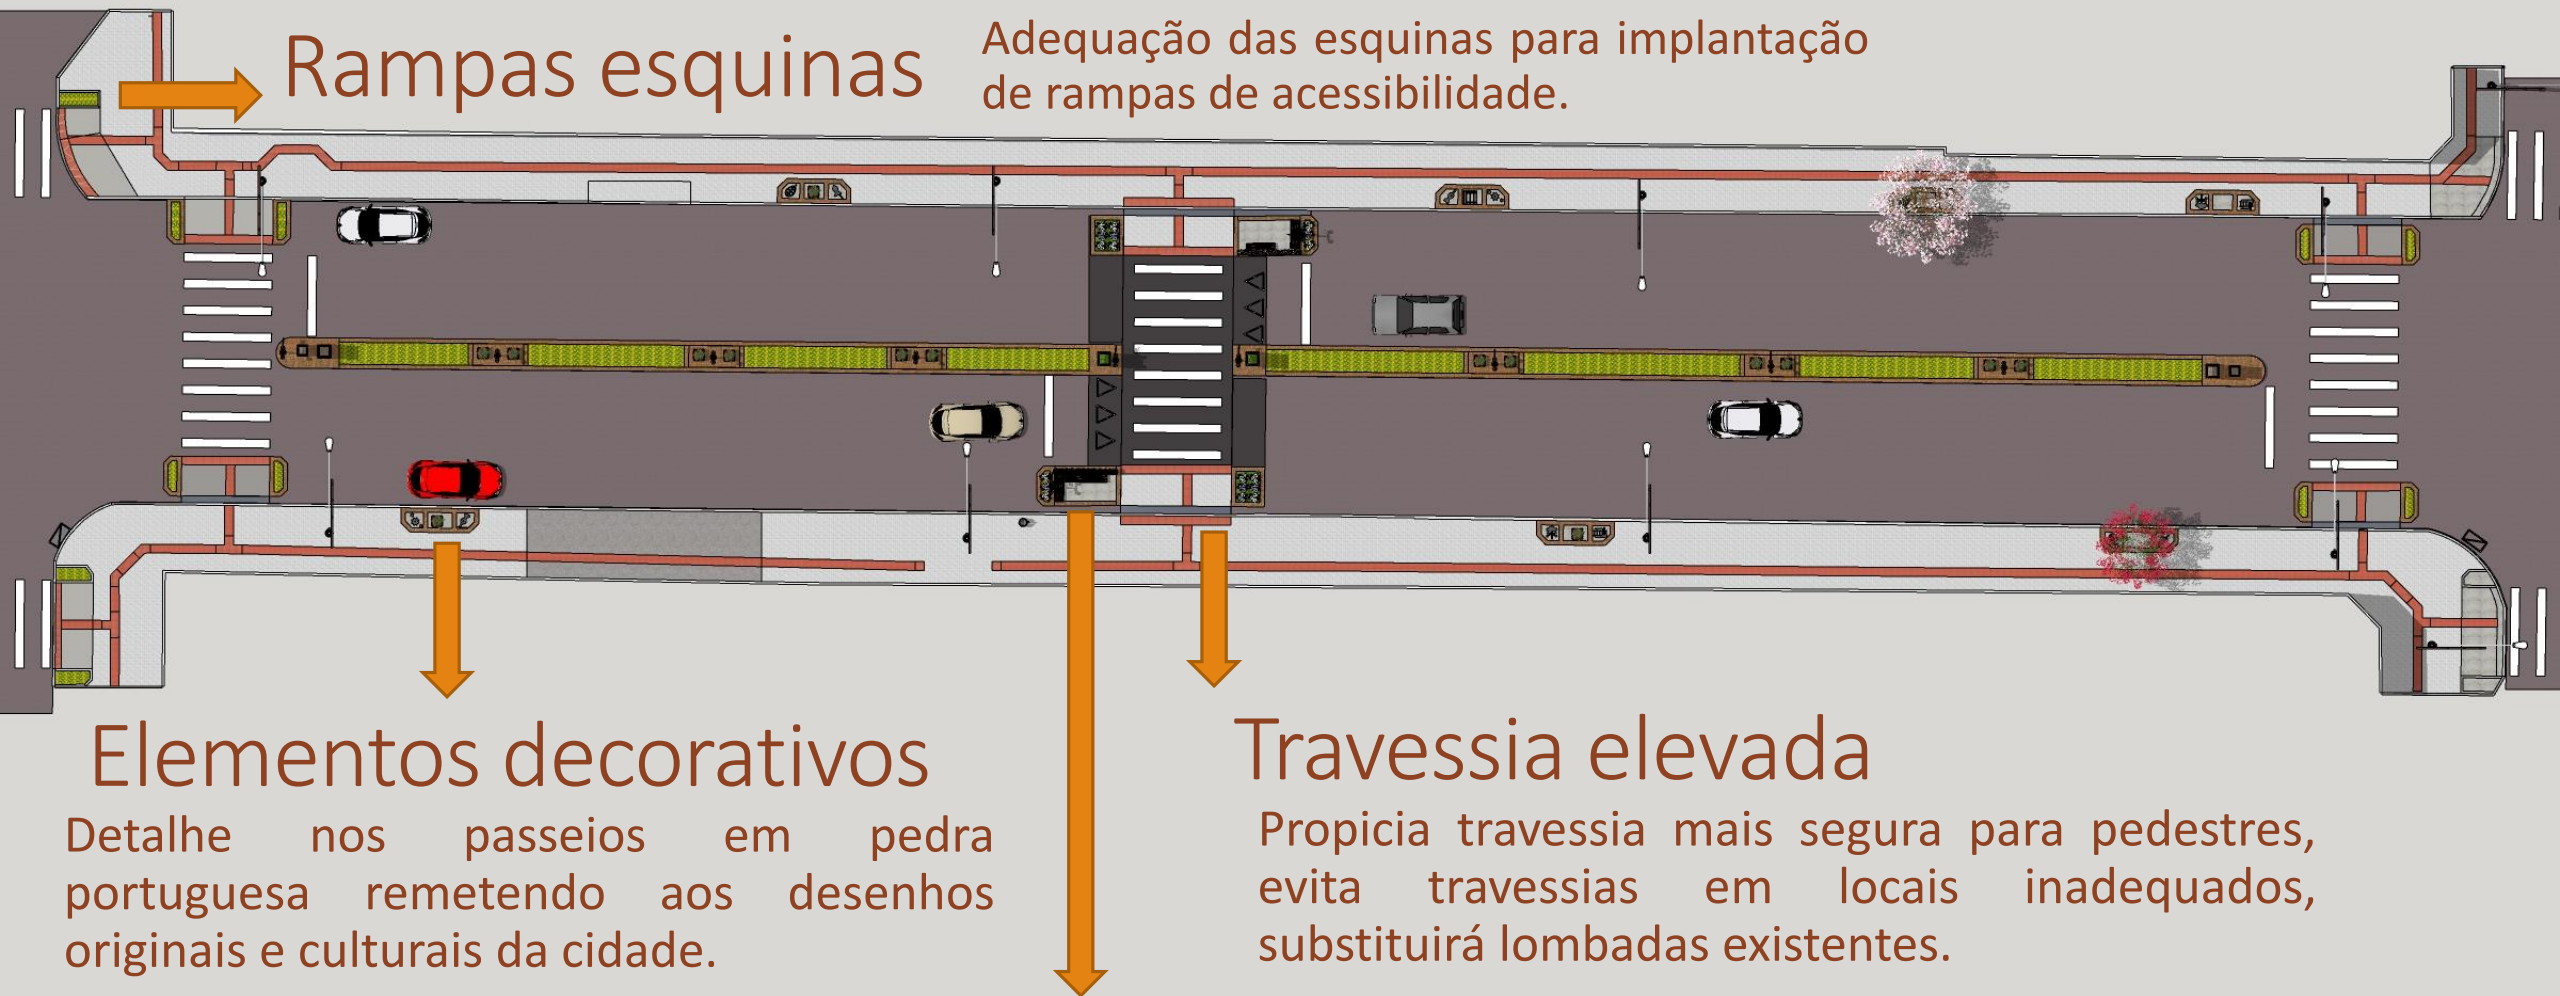 Rampas esquinas
Adequação das esquinas para implantação
de rampas de acessibilidade.
Elementos decorativos
Detalhe nos passeios em pedra
portuguesa remetendo aos desenhos
originais e culturais da cidade.
Travessia elevada
Propicia travessia mais segura para pedestres,
evita travessias em locais inadequados,
substituirá lombadas existentes.